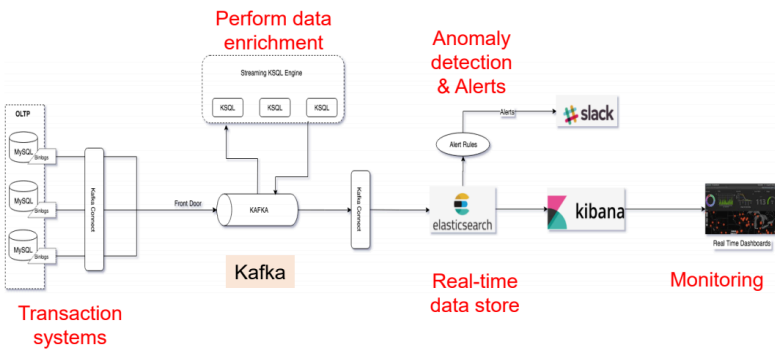 Perform data
enrichment
Anomaly
detection
& Alerts
Streaming KSQL Engine
KSQL
KSQL
KSQL
OLTP
MySQL
Binlogs
MySQL
Binlogs
MySQL
Binlogs
Kafka Connect
Front Door
KAFKA
Kafka Connect
Alerts
slack
Alert Rules
elasticsearch
kibana
Real Time Dashboards
Kafka
Real-time
data store
Monitoring
Transaction
systems